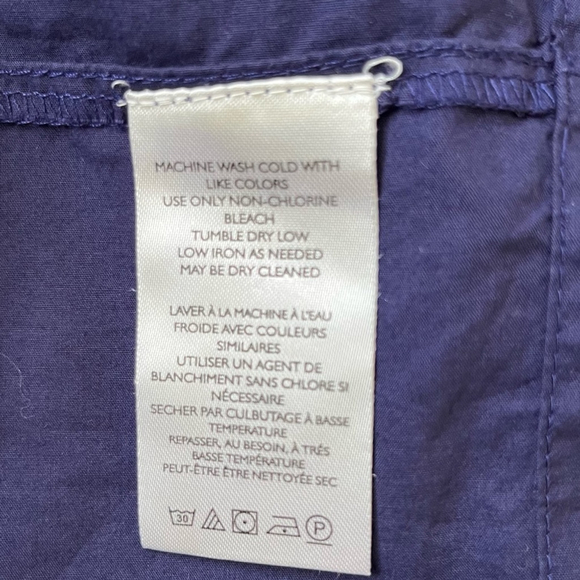 MACHINE WASH COLD WITH
LIKE COLORS
USE ONLY NON-CHLORINE
BLEACH
TUMBLE DRY LOW
LOW IRON AS NEEDED
MAY BE DRY CLEANED
LAVER À LA MACHINE À L'EAU
FROIDE AVEC COULEURS
SIMILAIRES
UTILISER UN AGENT DE
BLANCHIMENT SANS CHLORE SI
NÉCESSAIRE
SECHER PAR CULBUTAGE À BASSE
TEMPERATURE
REPASSER, AU BESOIN, À TRÉS
BASSE TEMPÉRATURE
PEUT-ÊTRE ÊTRE NETTOYÉE SEC
30 P